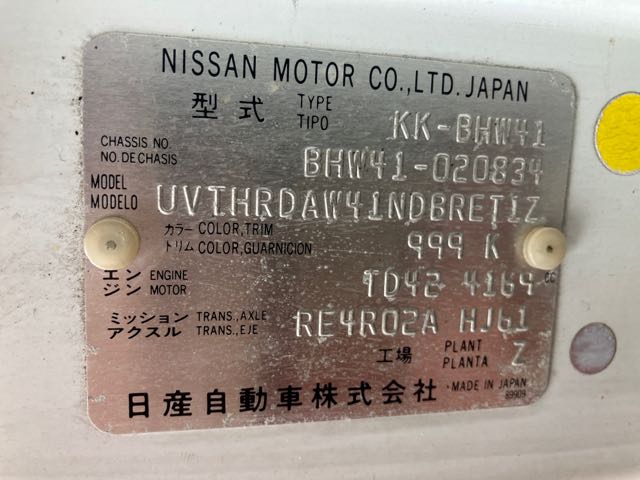 NISSAN MOTOR CO.,LTD. JAPAN
型式 TYPE TIPO KK-BHW41
CHASSIS NO. NO.DE CHASIS BHW41-020834
MODEL MODELO UVTHRDAW41NDBRET1Z
カラー COLOR,TRIM
トリム COLOR,GUARNICION 999 K
エンジン ENGINE MOTOR TD42 4169 CC
ミッション TRANS.,AXLE
アクスル TRANS.,EJE RE4R02A HJ61
工場 PLANT PLANTA Z
日産自動車株式会社 MADE IN JAPAN
89909